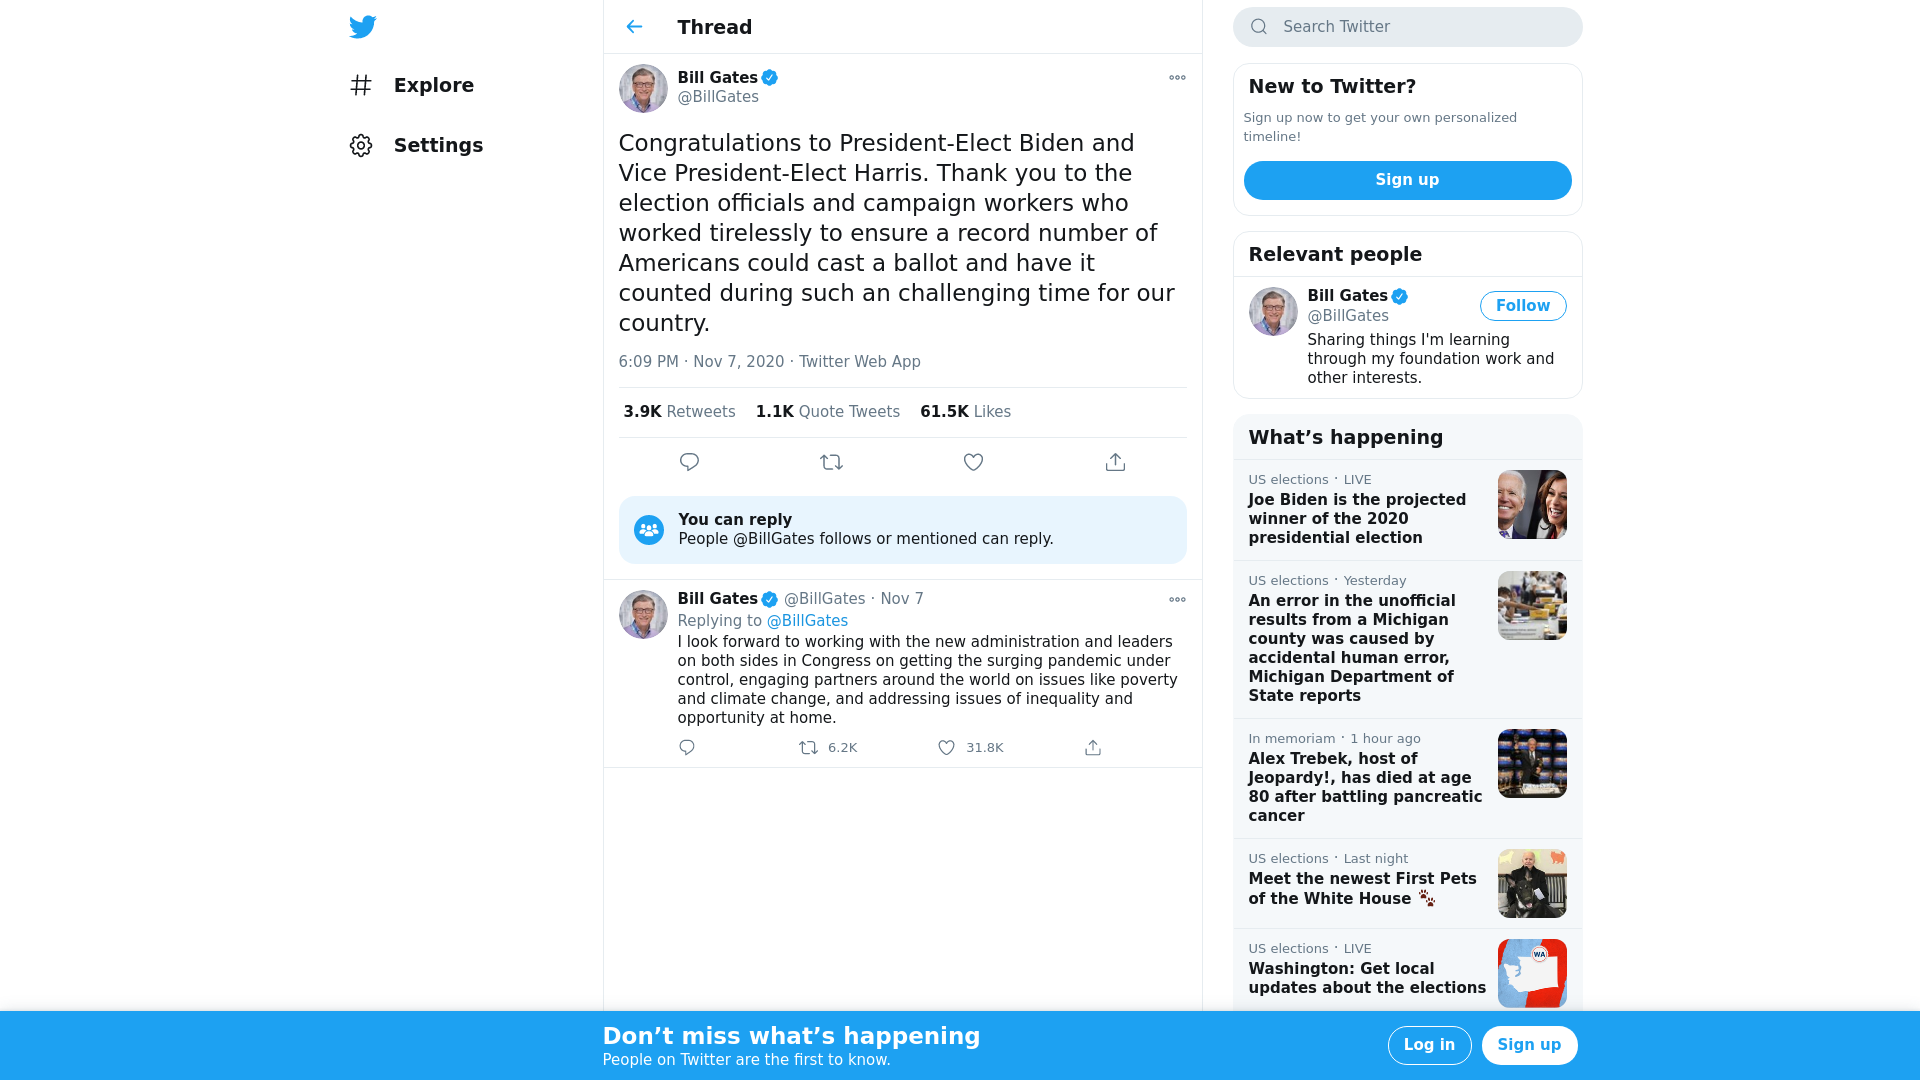 Explore
Settings
Thread
Bill Gates
@BillGates
Congratulations to President-Elect Biden and
Vice President-Elect Harris. Thank you to the
election officials and campaign workers who
worked tirelessly to ensure a record number of
Americans could cast a ballot and have it
counted during such an challenging time for our
country.
6:09 PM · Nov 7, 2020 · Twitter Web App
3.9K Retweets 1.1K Quote Tweets 61.5K Likes
You can reply
People @BillGates follows or mentioned can reply.
Bill Gates @BillGates · Nov 7
Replying to @BillGates
I look forward to working with the new administration and leaders
on both sides in Congress on getting the surging pandemic under
control, engaging partners around the world on issues like poverty
and climate change, and addressing issues of inequality and
opportunity at home.
6.2K 31.8K
Search Twitter
New to Twitter?
Sign up now to get your own personalized
timeline!
Sign up
Relevant people
Bill Gates
@BillGates
Follow
Sharing things I'm learning
through my foundation work and
other interests.
What’s happening
US elections · LIVE
Joe Biden is the projected
winner of the 2020
presidential election
US elections · Yesterday
An error in the unofficial
results from a Michigan
county was caused by
accidental human error,
Michigan Department of
State reports
In memoriam · 1 hour ago
Alex Trebek, host of
Jeopardy!, has died at age
80 after battling pancreatic
cancer
US elections · Last night
Meet the newest First Pets
of the White House 🐾
US elections · LIVE
Washington: Get local
updates about the elections
WA
Don’t miss what’s happening
People on Twitter are the first to know.
Log in
Sign up